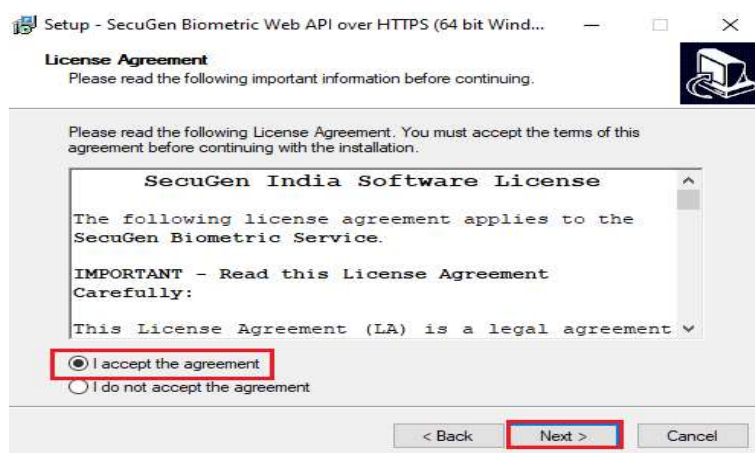 Setup - SecuGen Biometric Web API over HTTPS (64 bit Wind...
License Agreement
Please read the following important information before continuing.
Please read the following License Agreement. You must accept the terms of this
agreement before continuing with the installation.
SecuGen India Software License
The following license agreement applies to the
SecuGen Biometric Service.
IMPORTANT - Read this License Agreement
Carefully:
This License Agreement (LA) is a legal agreement
I accept the agreement
I do not accept the agreement
< Back Next > Cancel